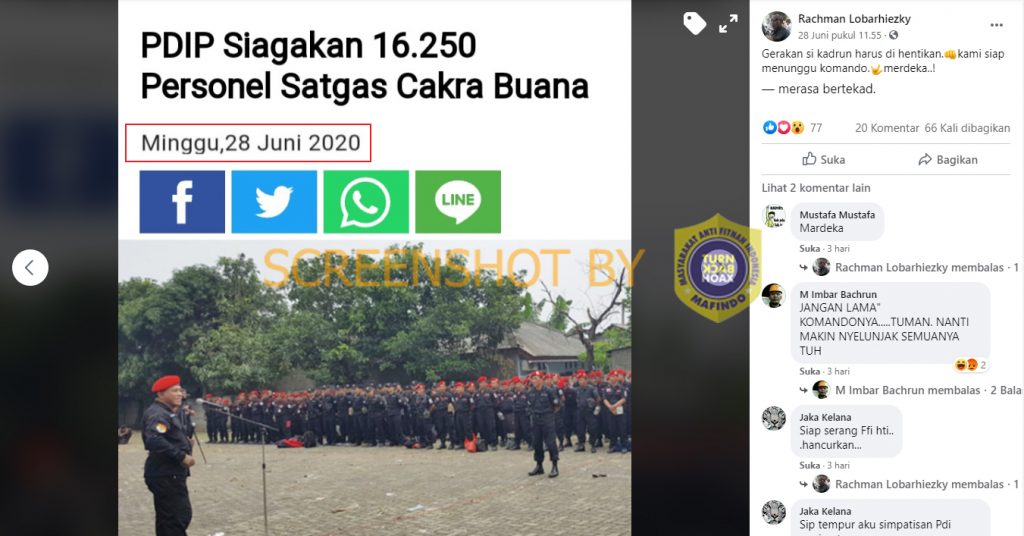 PDIP Siagakan 16.250
Personel Satgas Cakra Buana
Minggu,28 Juni 2020
LINE
SCREENSHOT BY
MASYARAKAT ANTI FITNAH INDONESIA
TURN
BACK
HOAX
MAFINDO
Rachman Lobarhiezky
28 Juni pukul 11.55 ·
Gerakan si kadrun harus di hentikan.👊kami siap
menunggu komando.🤟merdeka..!
— merasa bertekad.
77
20 Komentar 66 Kali dibagikan
Suka
Bagikan
Lihat 2 komentar lain
Mustafa Mustafa
Mardeka
Suka · 3 hari
Rachman Lobarhiezky membalas · 1
M Imbar Bachrun
JANGAN LAMA"
KOMANDONYA.....TUMAN. NANTI
MAKIN NYELUNJAK SEMUANYA
TUH
2
Suka · 3 hari
M Imbar Bachrun membalas · 2 Bala
Jaka Kelana
Siap serang Ffi hti..
.hancurkan...
Suka · 3 hari
Rachman Lobarhiezky membalas · 1
Jaka Kelana
Sip tempur aku simpatisan Pdi